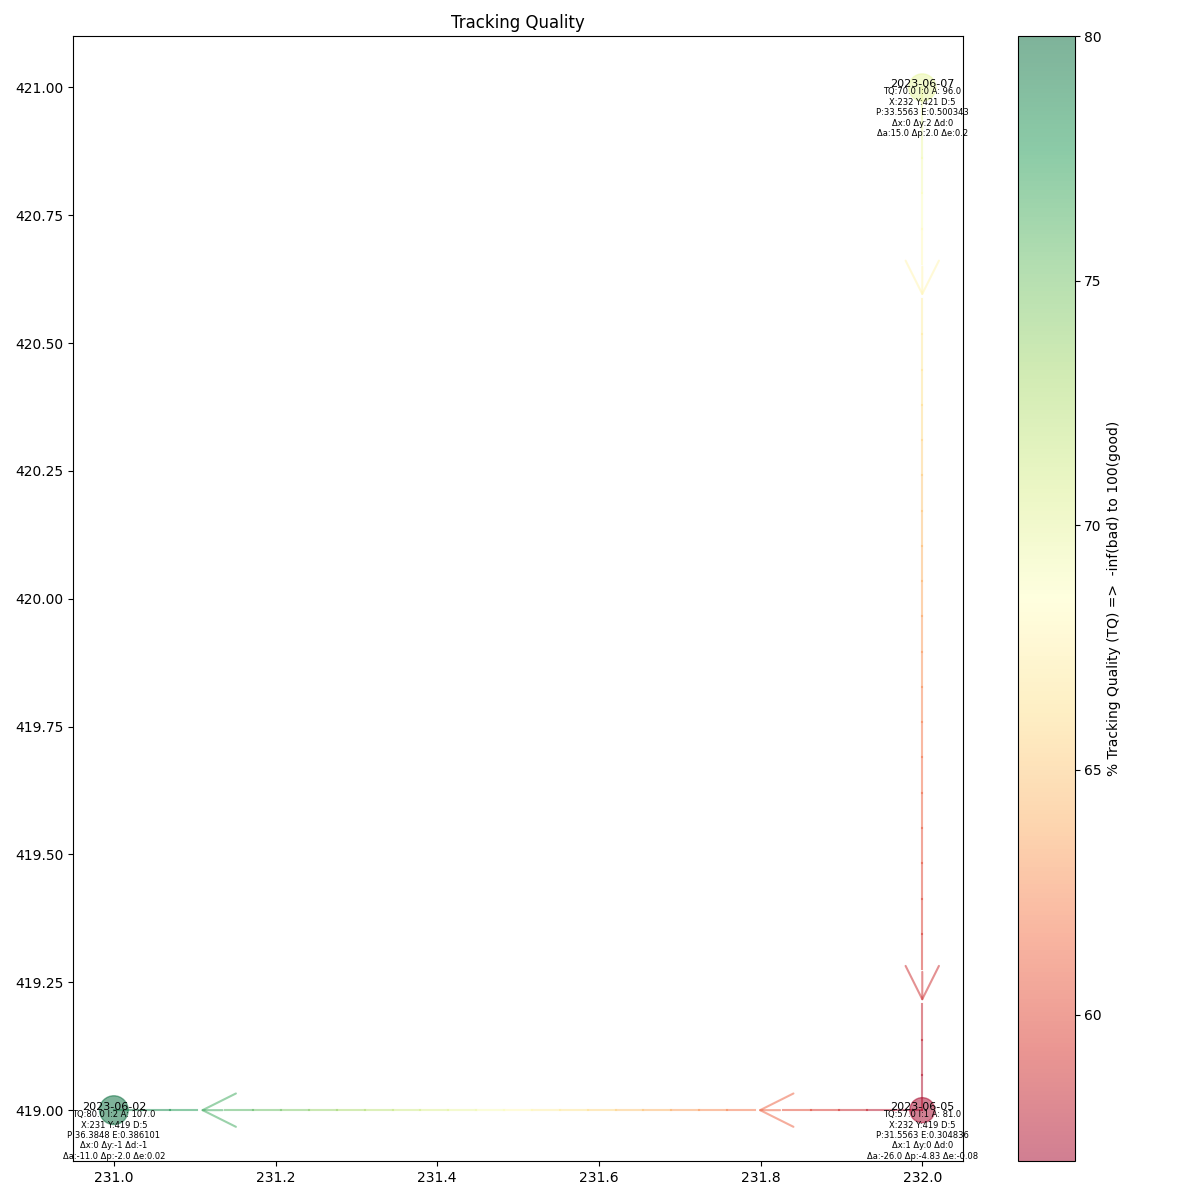 Tracking Quality
421.00
420.75
420.50
420.25
420.00
419.75
419.50
419.25
419.00
2023-06-07
TQ:70.0 I:0 A: 96.0
X:232 Y:421 D:5
P:33.5563 E:0.500343
Δx:0 Δy:2 Δd:0
Δa:15.0 Δp:2.0 Δe:0.2
2023-06-02
TQ:80.0 I:2 A: 107.0
X:231 Y:419 D:5
P:36.3848 E:0.386101
Δx:0 Δy:-1 Δd:-1
Δa:-11.0 Δp:-2.0 Δe:0.02
2023-06-05
TQ:57.0 I:1 A: 81.0
X:232 Y:419 D:5
P:31.5563 E:0.304836
Δx:1 Δy:0 Δd:0
Δa:-26.0 Δp:-4.83 Δe:-0.08
231.0 231.2 231.4 231.6 231.8 232.0
80
75
70
65
60
% Tracking Quality (TQ) => -inf(bad) to 100(good)